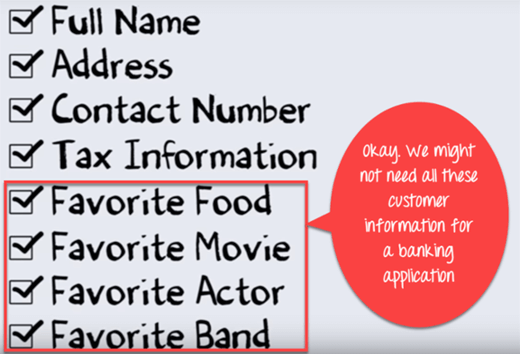 Full Name
Address
Contact Number
Tax Information
Favorite Food
Favorite Movie
Favorite Actor
Favorite Band
Okay. We might
not need all these
customer
information for
a banking
application